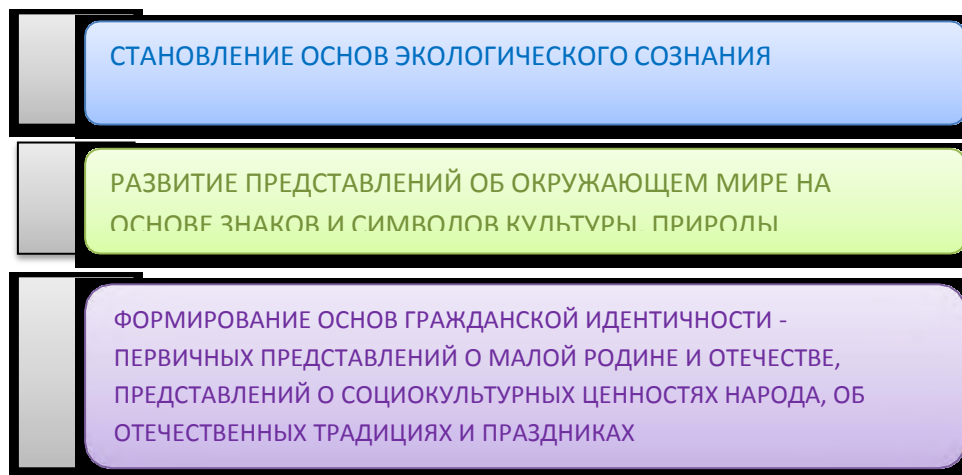 СТАНОВЛЕНИЕ ОСНОВ ЭКОЛОГИЧЕСКОГО СОЗНАНИЯ
РАЗВИТИЕ ПРЕДСТАВЛЕНИЙ ОБ ОКРУЖАЮЩЕМ МИРЕ НА
ОСНОВЕ ЗНАКОВ И СИМВОЛОВ КУЛЬТУРЫ, ПРИРОДЫ
ФОРМИРОВАНИЕ ОСНОВ ГРАЖДАНСКОЙ ИДЕНТИЧНОСТИ -
ПЕРВИЧНЫХ ПРЕДСТАВЛЕНИЙ О МАЛОЙ РОДИНЕ И ОТЕЧЕСТВЕ,
ПРЕДСТАВЛЕНИЙ О СОЦИОКУЛЬТУРНЫХ ЦЕННОСТЯХ НАРОДА, ОБ
ОТЕЧЕСТВЕННЫХ ТРАДИЦИЯХ И ПРАЗДНИКАХ